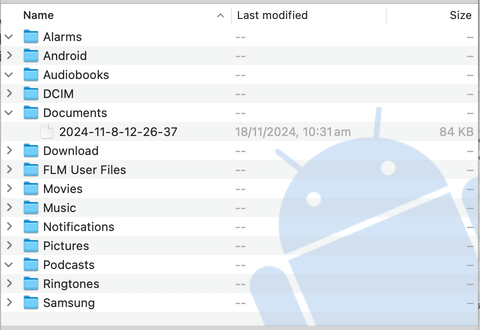 Name Last modified Size
Alarms -- --
Android -- --
Audiobooks -- --
DCIM -- --
Documents -- --
2024-11-8-12-26-37 18/11/2024, 10:31 am 84 KB
Download -- --
FLM User Files -- --
Movies -- --
Music -- --
Notifications -- --
Pictures -- --
Podcasts -- --
Ringtones -- --
Samsung -- --